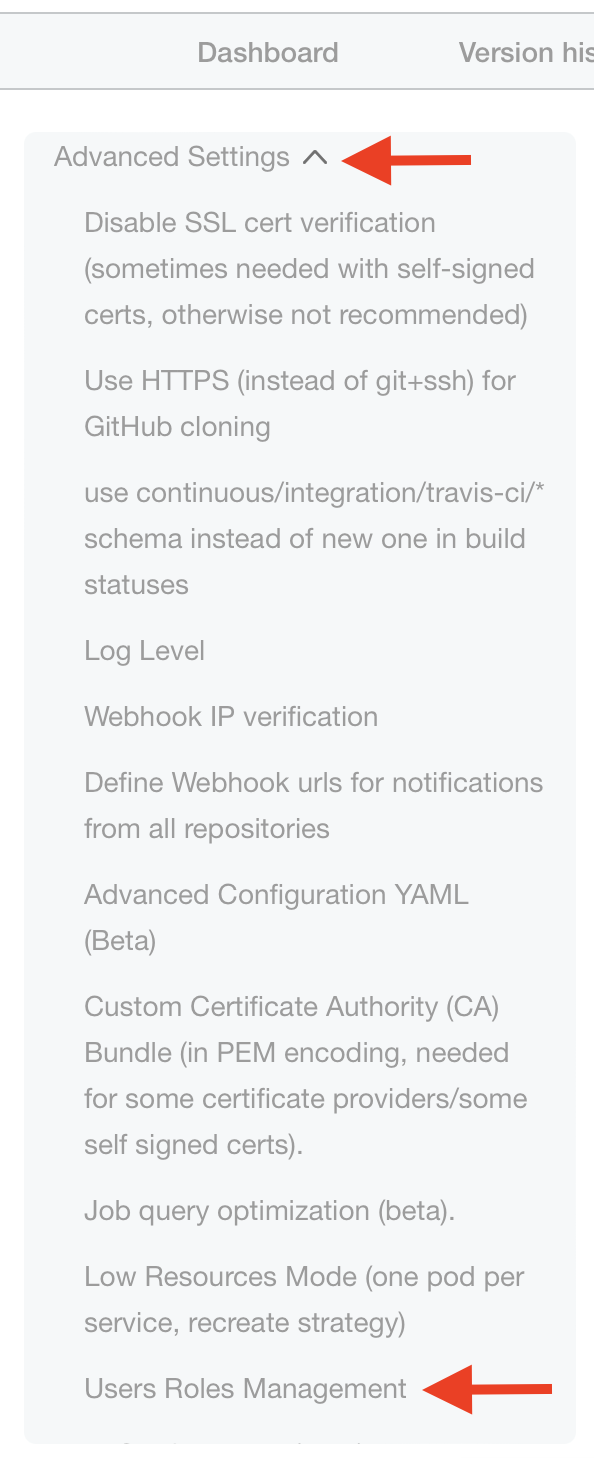 Dashboard Version his
Advanced Settings
Disable SSL cert verification
(sometimes needed with self-signed
certs, otherwise not recommended)
Use HTTPS (instead of git+ssh) for
GitHub cloning
use continuous/integration/travis-ci/*
schema instead of new one in build
statuses
Log Level
Webhook IP verification
Define Webhook urls for notifications
from all repositories
Advanced Configuration YAML
(Beta)
Custom Certificate Authority (CA)
Bundle (in PEM encoding, needed
for some certificate providers/some
self signed certs).
Job query optimization (beta).
Low Resources Mode (one pod per
service, recreate strategy)
Users Roles Management